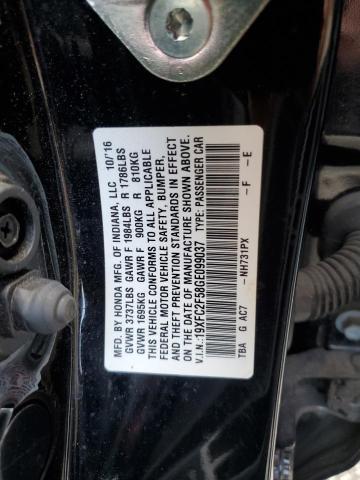 MFD. BY HONDA MFG. OF INDIANA, LLC 10/'16
GVWR 3737LBS GAWR F 1984LBS R 1786LBS
GVW 1695KG GAWR F 900KG R 810KG
THIS VEHICLE CONFORMS TO ALL APPLICABLE
FEDERAL MOTOR VEHICLE SAFETY, BUMPER,
AND THEFT PREVENTION STANDARDS IN EFFECT
ON THE DATE OF MANUFACTURE SHOWN ABOVE.
V.I.N.:19XFC2F58GE099037 TYPE: PASSENGER CAR
TBA G AC7 -NH731PX -F -E